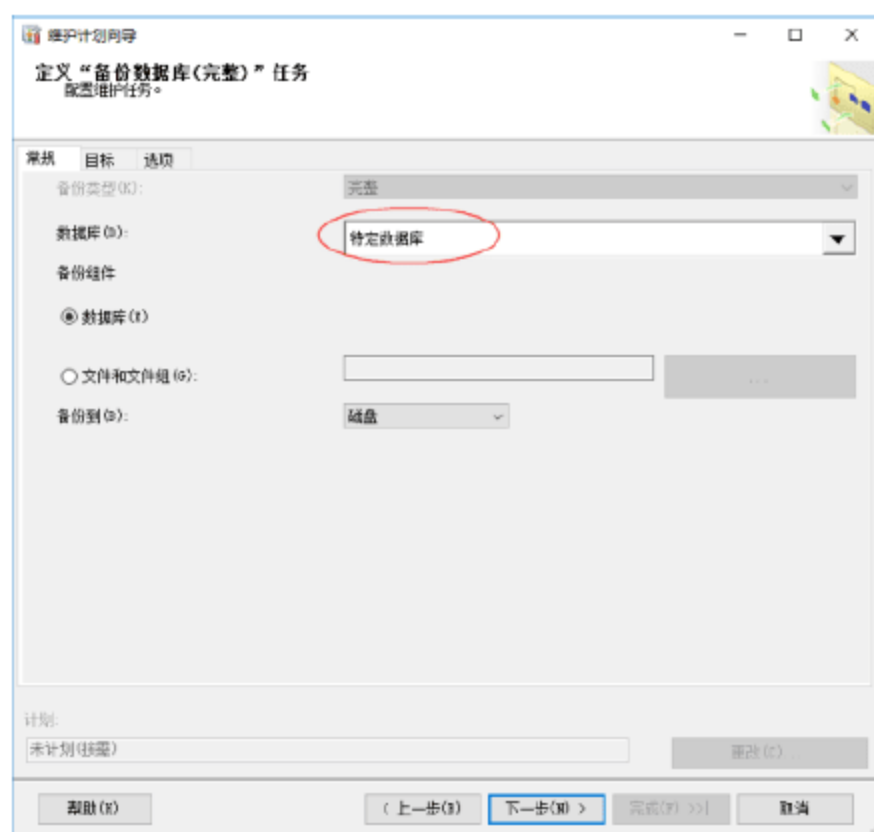 维护计划向导
定义“备份数据库(完整)”任务
配置维护任务。
常规 目标 选项
备份类型(K): 完整
数据库(D): 特定数据库
备份组件
数据库(E)
文件和文件组(G): ...
备份到(B): 磁盘
计划:
未计划(按需)
更改(C)...
帮助(H) < 上一步(B) 下一步(N) > 完成(F) >>| 取消